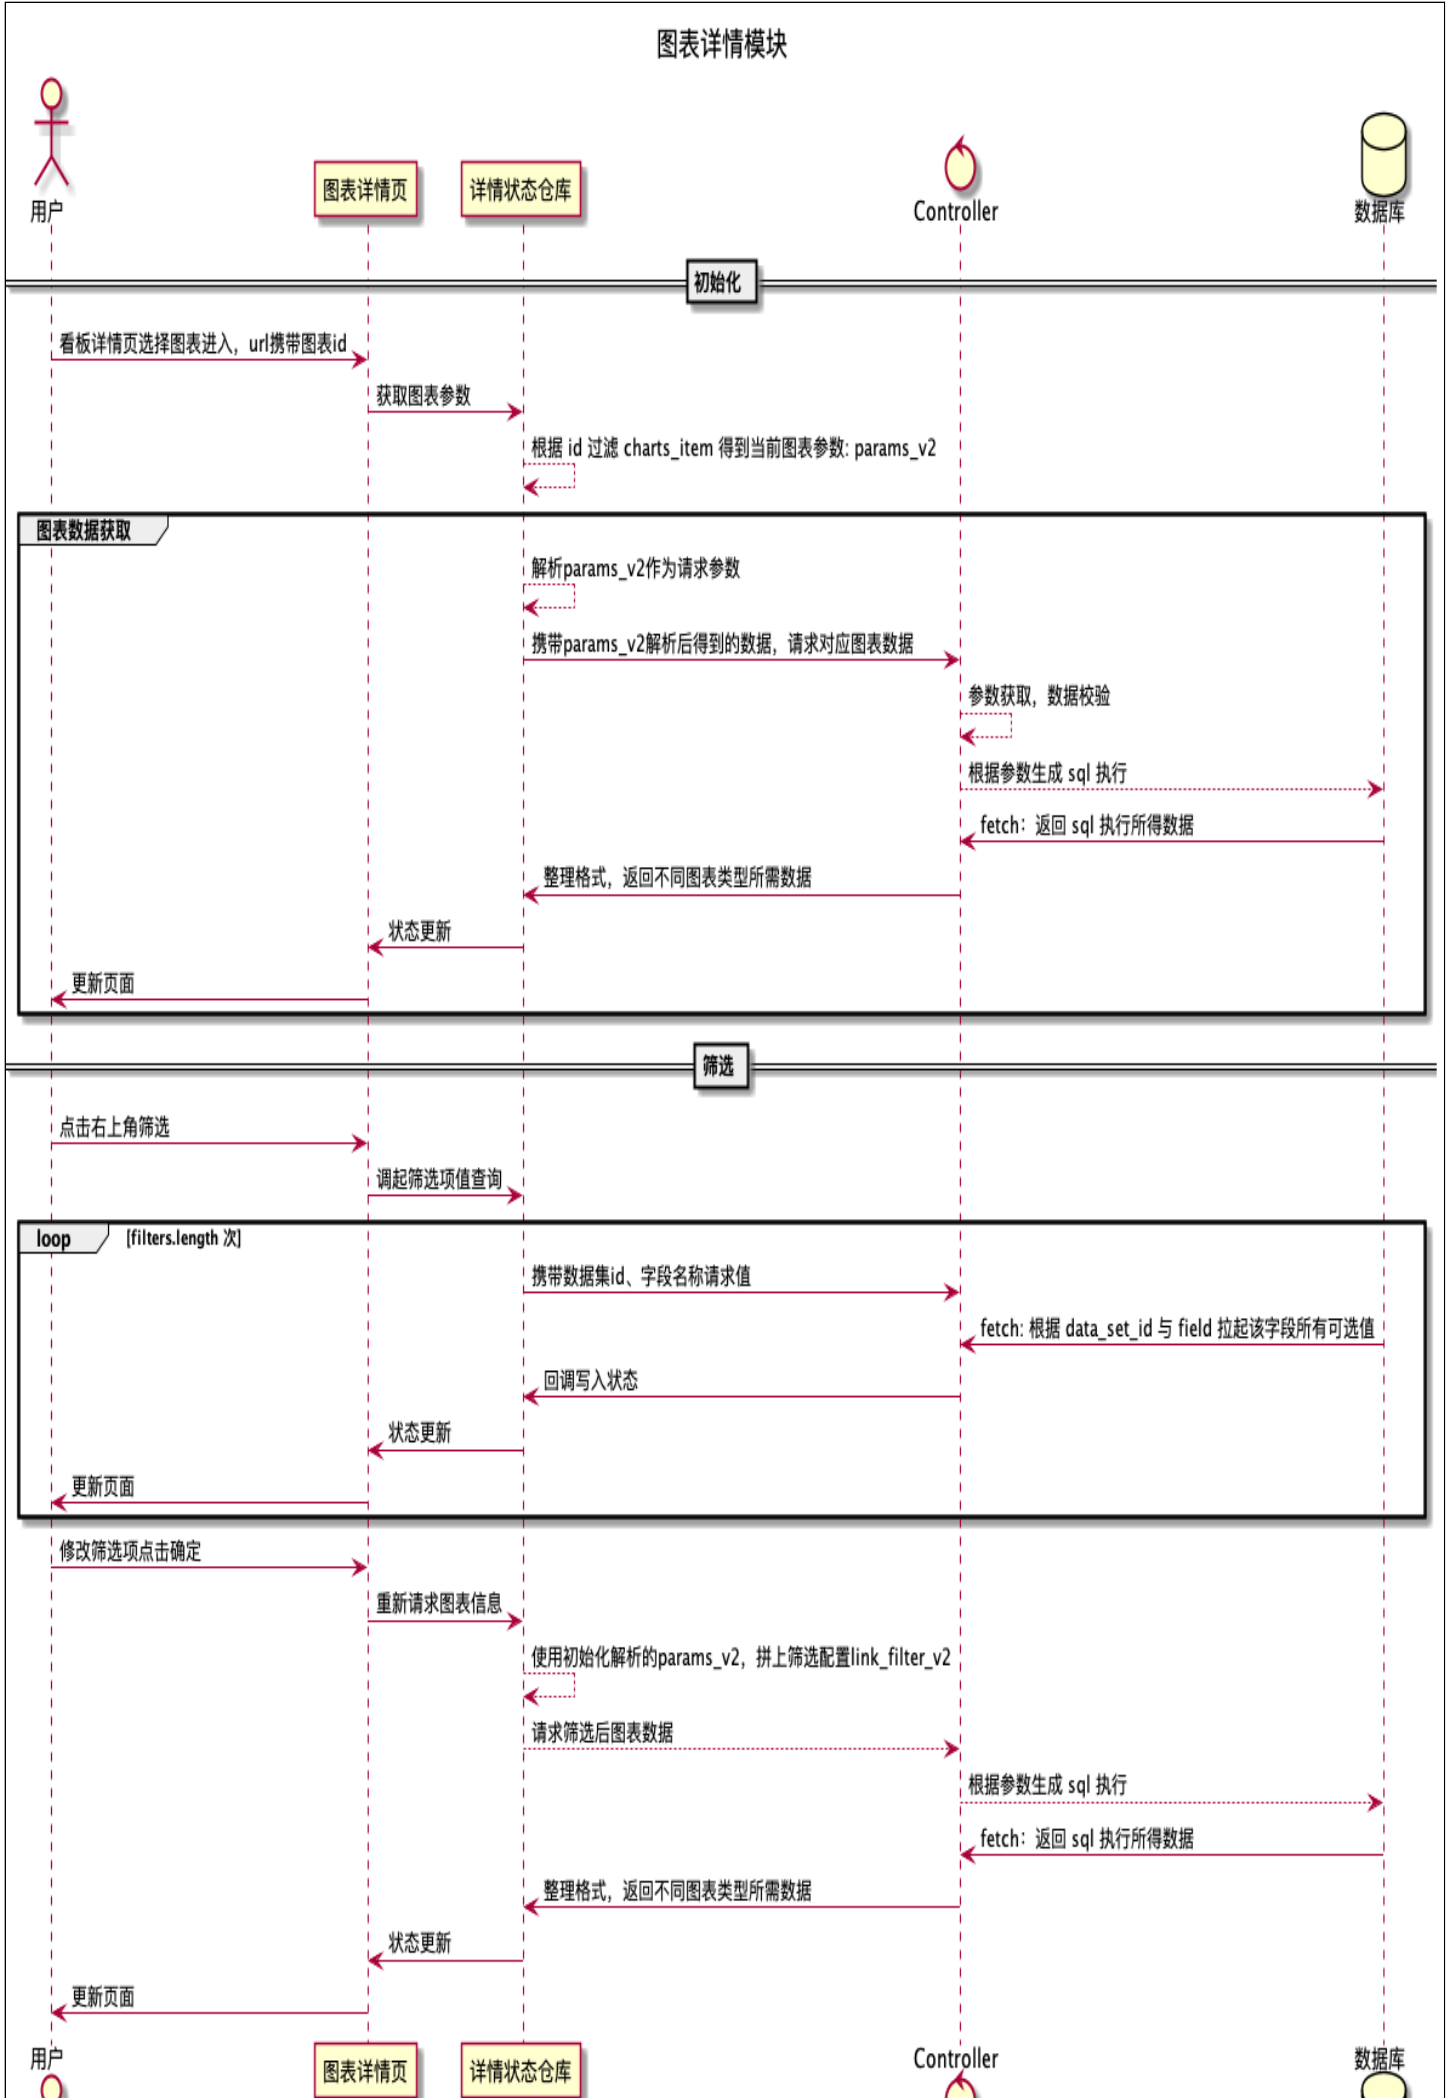 图表详情模块
用户
图表详情页
详情状态仓库
Controller
数据库
初始化
看板详情页选择图表进入，url携带图表id
获取图表参数
根据 id 过滤 charts_item 得到当前图表参数: params_v2
图表数据获取
解析params_v2作为请求参数
携带params_v2解析后得到的数据，请求对应图表数据
参数获取，数据校验
根据参数生成 sql 执行
fetch：返回 sql 执行所得数据
整理格式，返回不同图表类型所需数据
状态更新
更新页面
筛选
点击右上角筛选
调起筛选项值查询
loop [filters.length 次]
携带数据集id、字段名称请求值
fetch: 根据 data_set_id 与 field 拉起该字段所有可选值
回调写入状态
状态更新
更新页面
修改筛选项点击确定
重新请求图表信息
使用初始化解析的params_v2，拼上筛选配置link_filter_v2
请求筛选后图表数据
根据参数生成 sql 执行
fetch：返回 sql 执行所得数据
整理格式，返回不同图表类型所需数据
状态更新
更新页面
用户
图表详情页
详情状态仓库
Controller
数据库